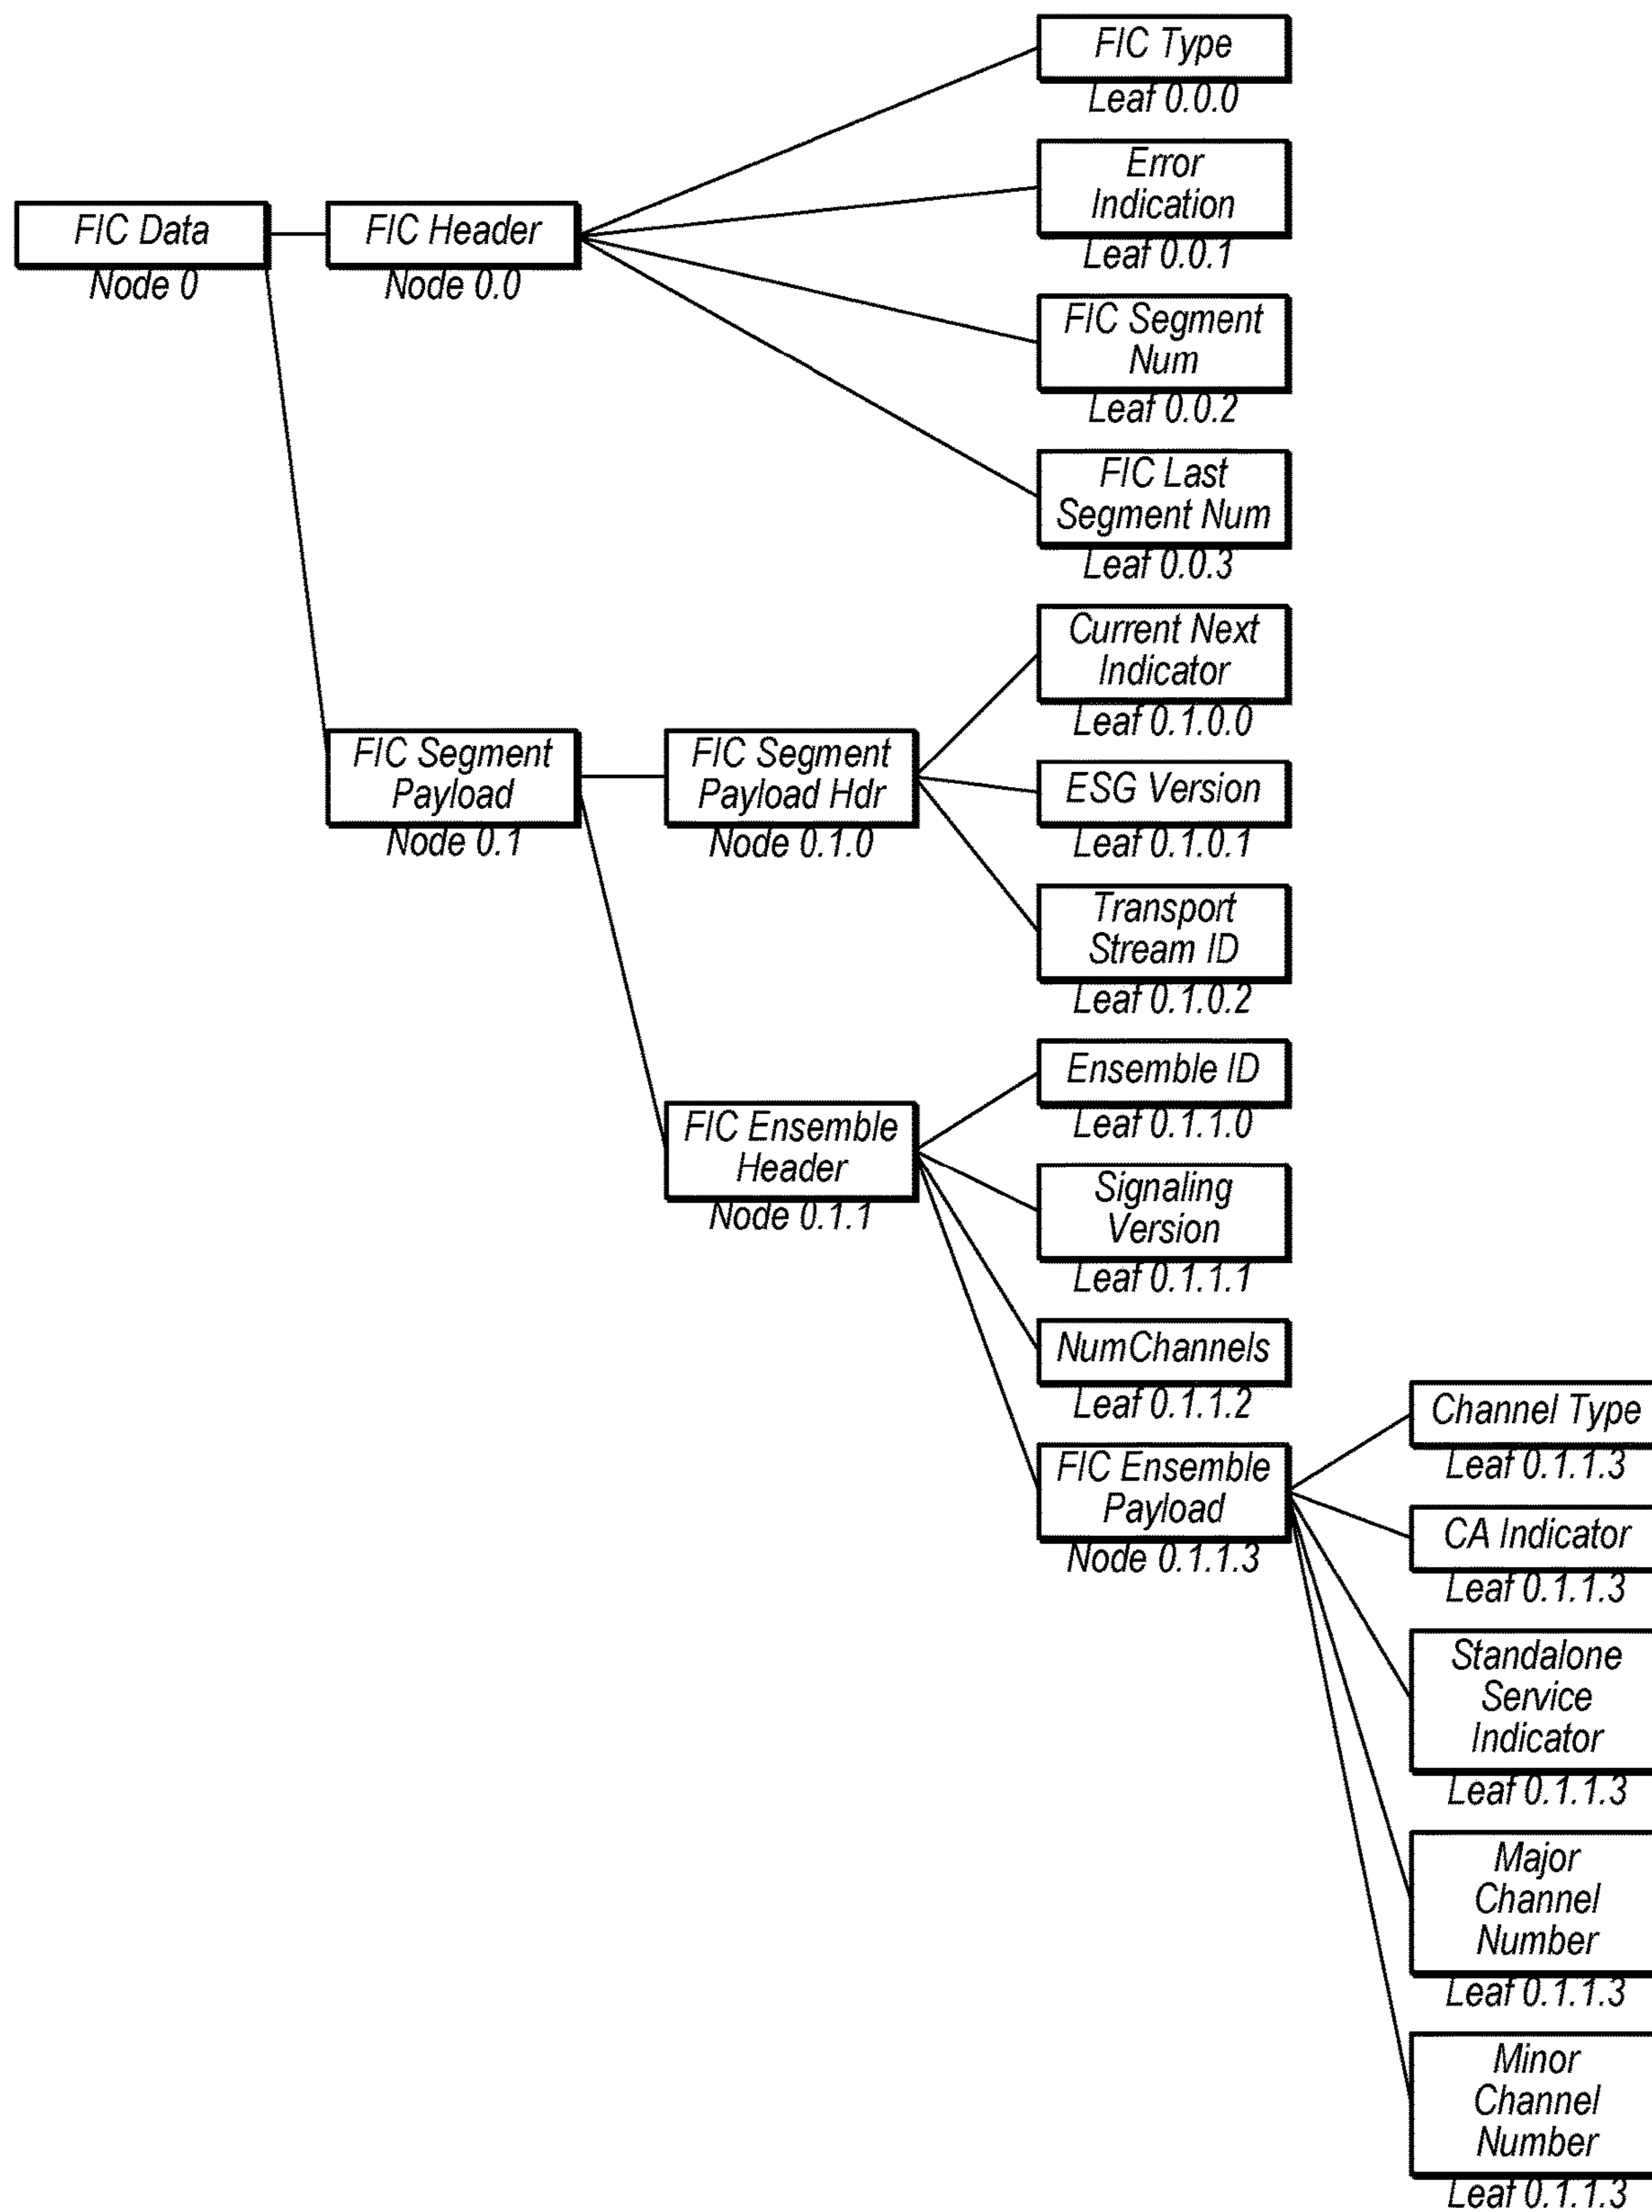 FIC Type
Leaf 0.0.0
Error
Indication
Leaf 0.0.1
FIC Data
Node 0
FIC Header
Node 0.0
FIC Segment
Num
Leaf 0.0.2
FIC Last
Segment Num
Leaf 0.0.3
Current Next
Indicator
Leaf 0.1.0.0
FIC Segment
Payload
Node 0.1
FIC Segment
Payload Hdr
Node 0.1.0
ESG Version
Leaf 0.1.0.1
Transport
Stream ID
Leaf 0.1.0.2
Ensemble ID
Leaf 0.1.1.0
FIC Ensemble
Header
Node 0.1.1
Signaling
Version
Leaf 0.1.1.1
NumChannels
Leaf 0.1.1.2
FIC Ensemble
Payload
Node 0.1.1.3
Channel Type
Leaf 0.1.1.3
CA Indicator
Leaf 0.1.1.3
Standalone
Service
Indicator
Leaf 0.1.1.3
Major
Channel
Number
Leaf 0.1.1.3
Minor
Channel
Number
Leaf 0.1.1.3